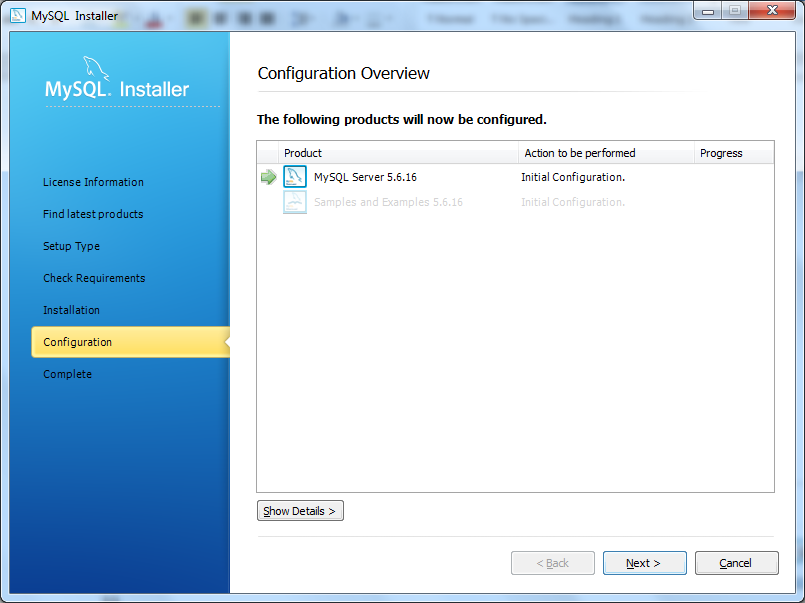 MySQL Installer
MySQL. Installer
License Information
Find latest products
Setup Type
Check Requirements
Installation
Configuration
Complete
Configuration Overview
The following products will now be configured.
Product Action to be performed Progress
MySQL Server 5.6.16 Initial Configuration.
Samples and Examples 5.6.16 Initial Configuration.
Show Details >
< Back Next > Cancel